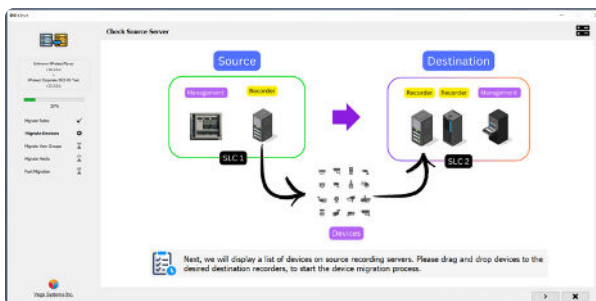 Check Source Server
Source
Destination
Management
Recorder
Recorder
Recorder
Management
SLC 1
SLC 2
Devices
20%
Migrate Roles
Migrate Devices
Migrate View Groups
Migrate Media
Post Migration
Next, we will display a list of devices on source recording servers. Please drag and drop devices to the
desired destination recorders, to start the device migration process.
Vega Systems Inc.